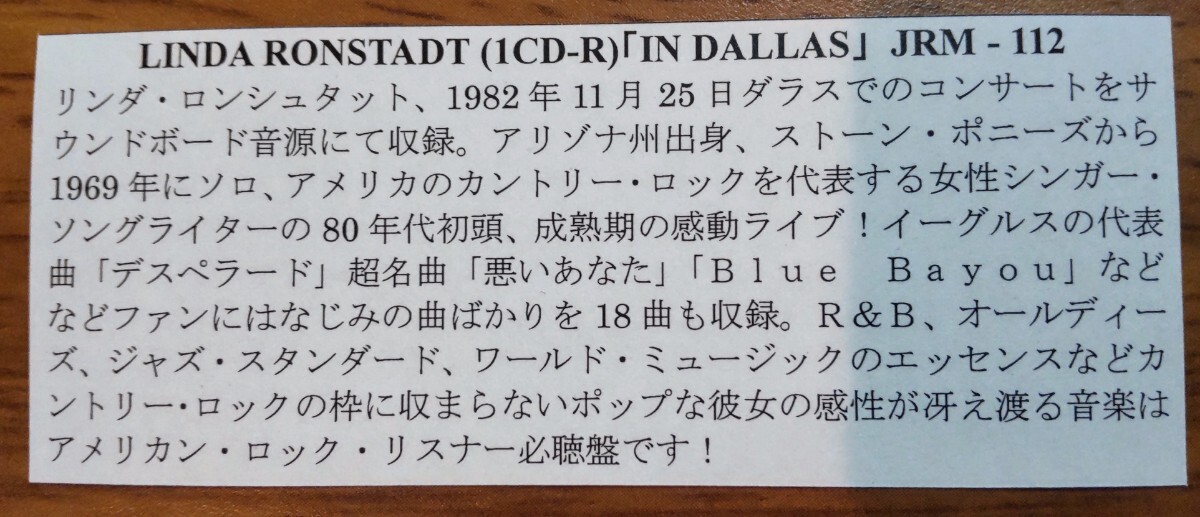 LINDA RONSTADT (1CD-R)「IN DALLAS」 JRM - 112
リンダ・ロンシュタット、1982 年 11 月 25 日ダラスでのコンサートをサ
ウンドボード音源にて収録。アリゾナ州出身、ストーン・ポニーズから
1969 年にソロ、アメリカのカントリー・ロックを代表する女性シンガー・
ソングライターの 80 年代初頭、成熟期の感動ライブ！イーグルスの代表
曲「デスペラード」超名曲「悪いあなた」「Ｂｌｕｅ　Ｂａｙｏｕ」など
などファンにはなじみの曲ばかりを 18 曲も収録。Ｒ＆Ｂ、オールディー
ズ、ジャズ・スタンダード、ワールド・ミュージックのエッセンスなどカ
ントリー・ロックの枠に収まらないポップな彼女の感性が冴え渡る音楽は
アメリカン・ロック・リスナー必聴盤です！